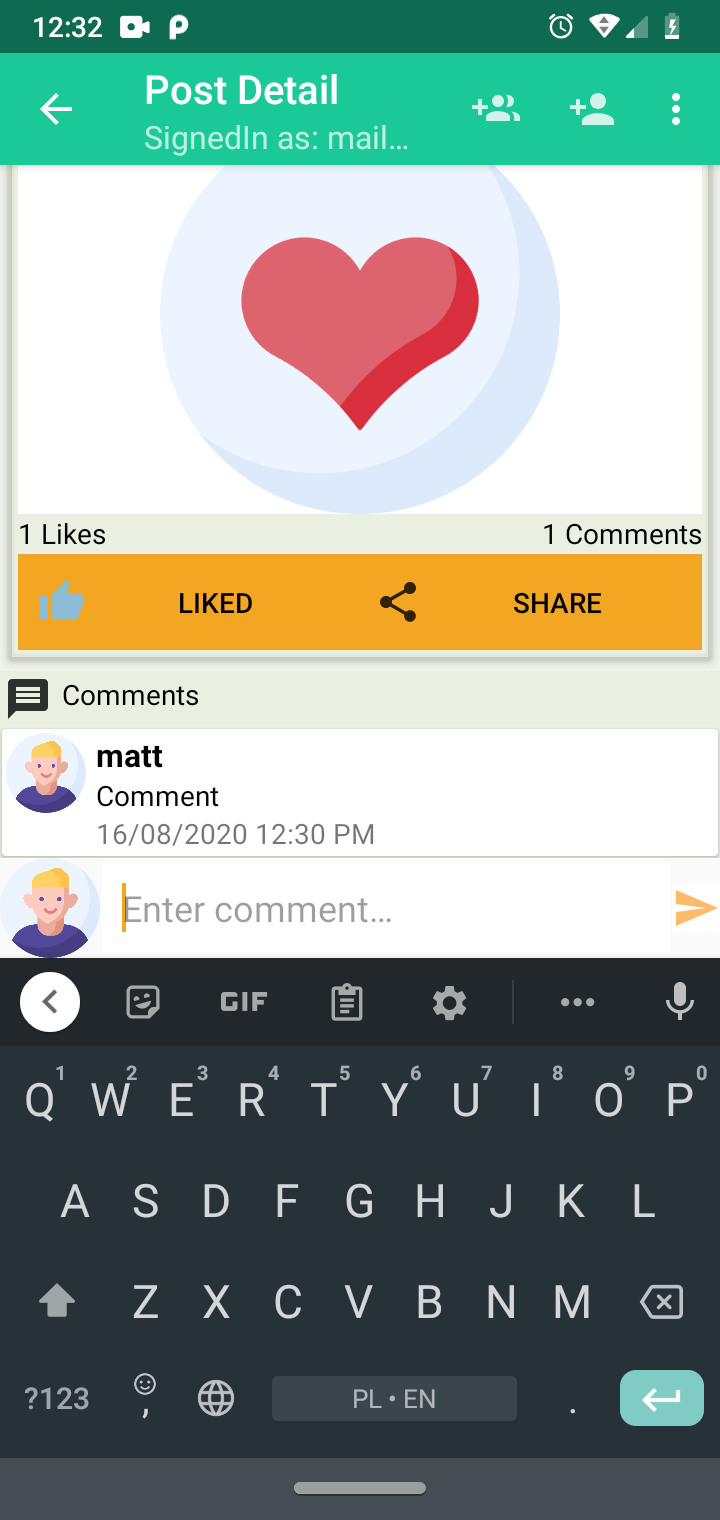 12:32
Post Detail
SignedIn as: mail...
1 Likes 1 Comments
LIKED SHARE
Comments
matt
Comment
16/08/2020 12:30 PM
Enter comment...
GIF
1 2 3 4 5 6 7 8 9 0
Q W E R T Y U I O P
A S D F G H J K L
Z X C V B N M
?123 , PL • EN .